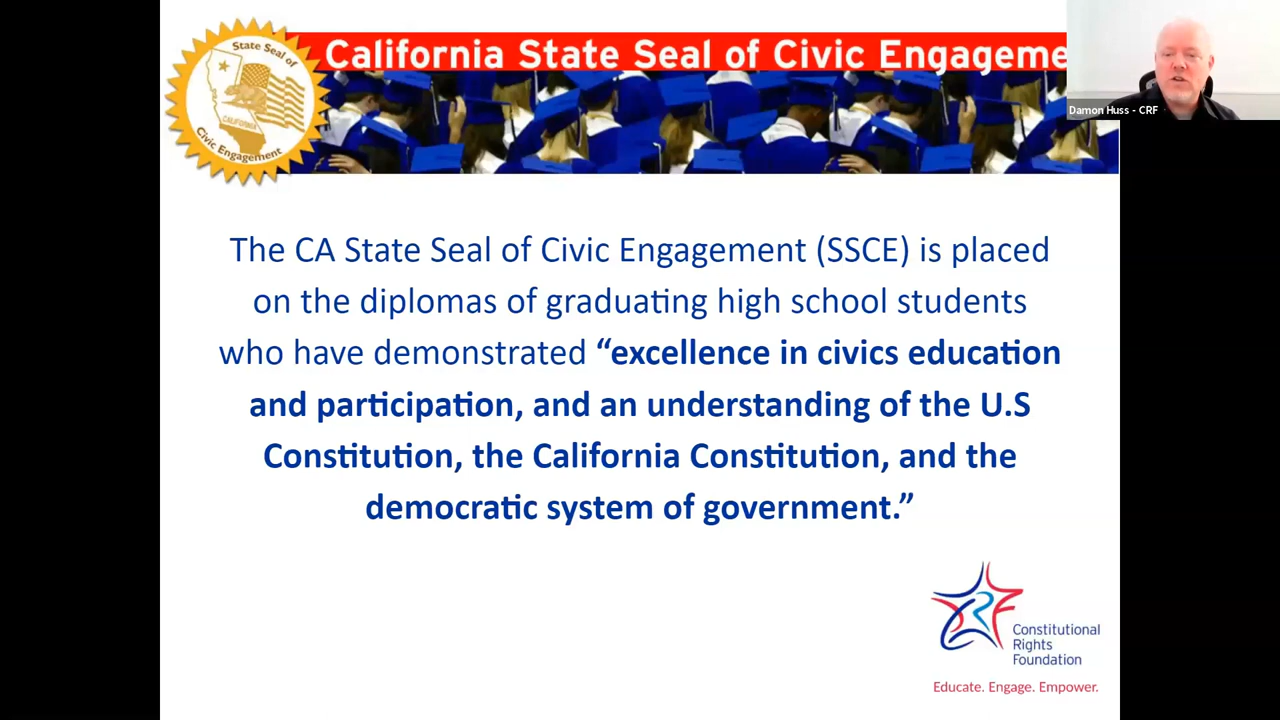 State Seal of
CALIFORNIA
Civic Engagement
California State Seal of Civic Engageme
Damon Huss - CRF
The CA State Seal of Civic Engagement (SSCE) is placed
on the diplomas of graduating high school students
who have demonstrated “excellence in civics education
and participation, and an understanding of the U.S
Constitution, the California Constitution, and the
democratic system of government.”
CRF
Constitutional
Rights
Foundation
Educate. Engage. Empower.